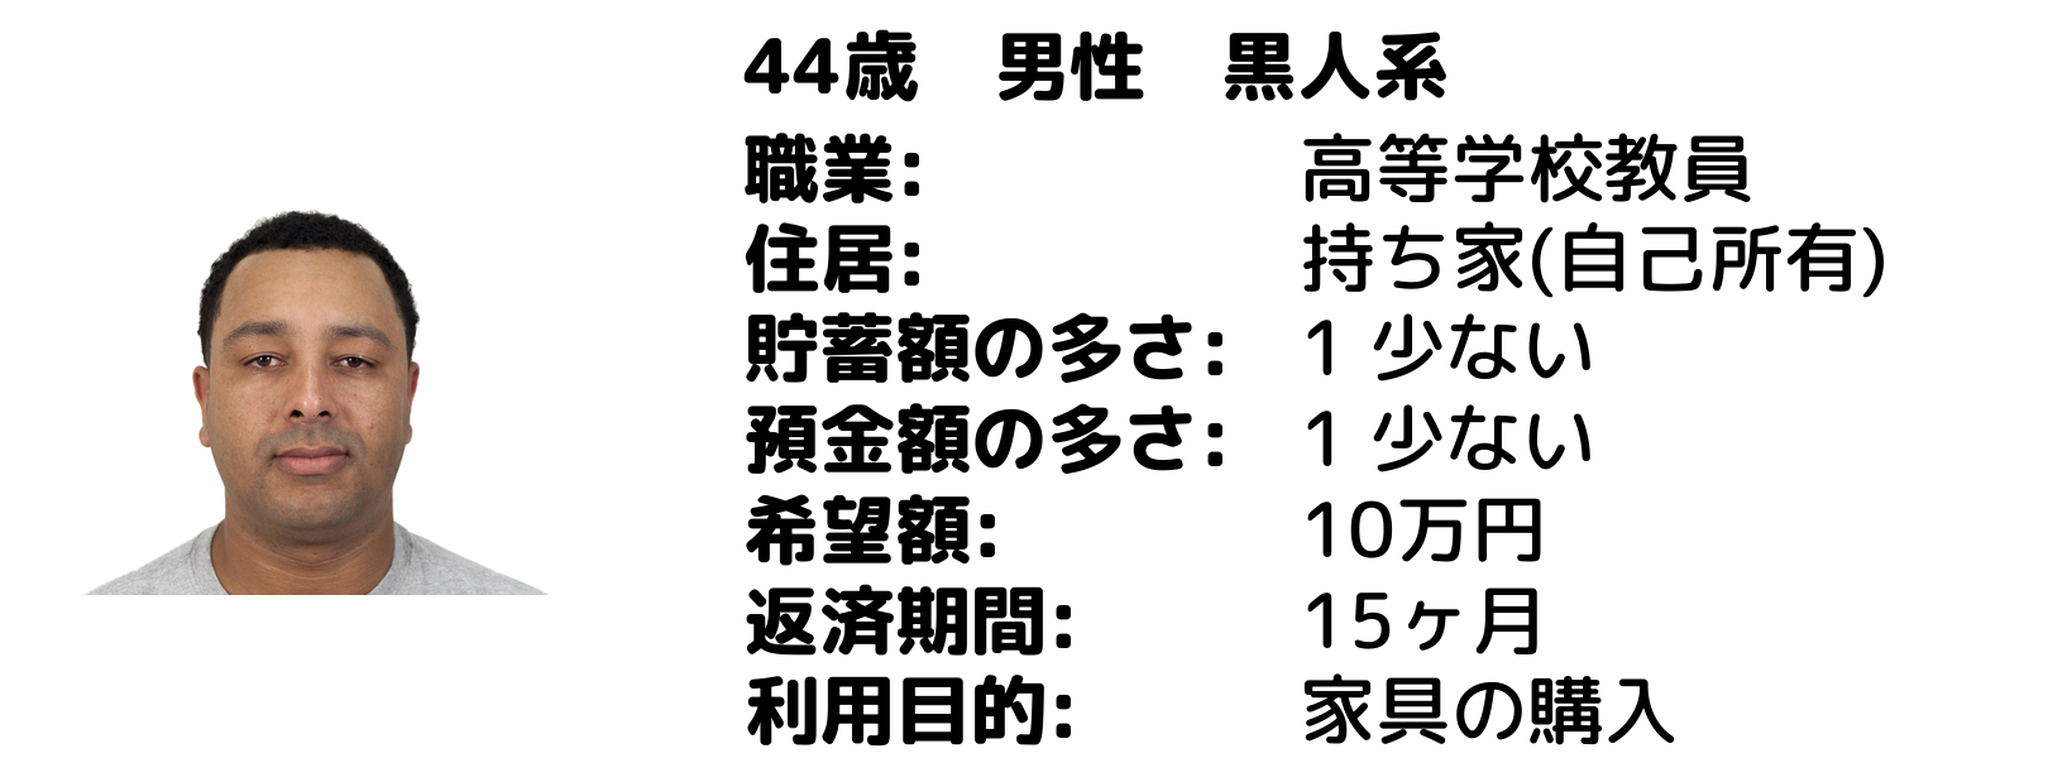 44歳　男性　黒人系
職業: 高等学校教員
住居: 持ち家(自己所有)
貯蓄額の多さ: 1 少ない
預金額の多さ: 1 少ない
希望額: 10万円
返済期間: 15ヶ月
利用目的: 家具の購入